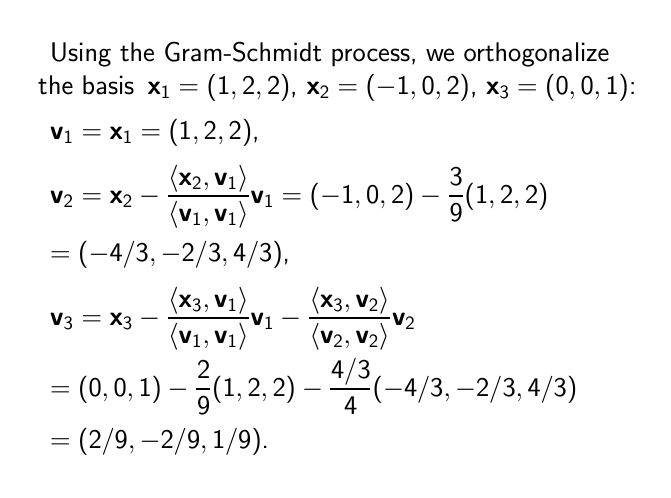 Using the Gram-Schmidt process, we orthogonalize
the basis x₁ = (1, 2, 2), x₂ = (−1, 0, 2), x₃ = (0, 0, 1):
v₁ = x₁ = (1, 2, 2),
v₂ = x₂ − ⟨x₂, v₁⟩/⟨v₁, v₁⟩ v₁ = (−1, 0, 2) − 3/9 (1, 2, 2)
= (−4/3, −2/3, 4/3),
v₃ = x₃ − ⟨x₃, v₁⟩/⟨v₁, v₁⟩ v₁ − ⟨x₃, v₂⟩/⟨v₂, v₂⟩ v₂
= (0, 0, 1) − 2/9 (1, 2, 2) − (4/3)/4 (−4/3, −2/3, 4/3)
= (2/9, −2/9, 1/9).